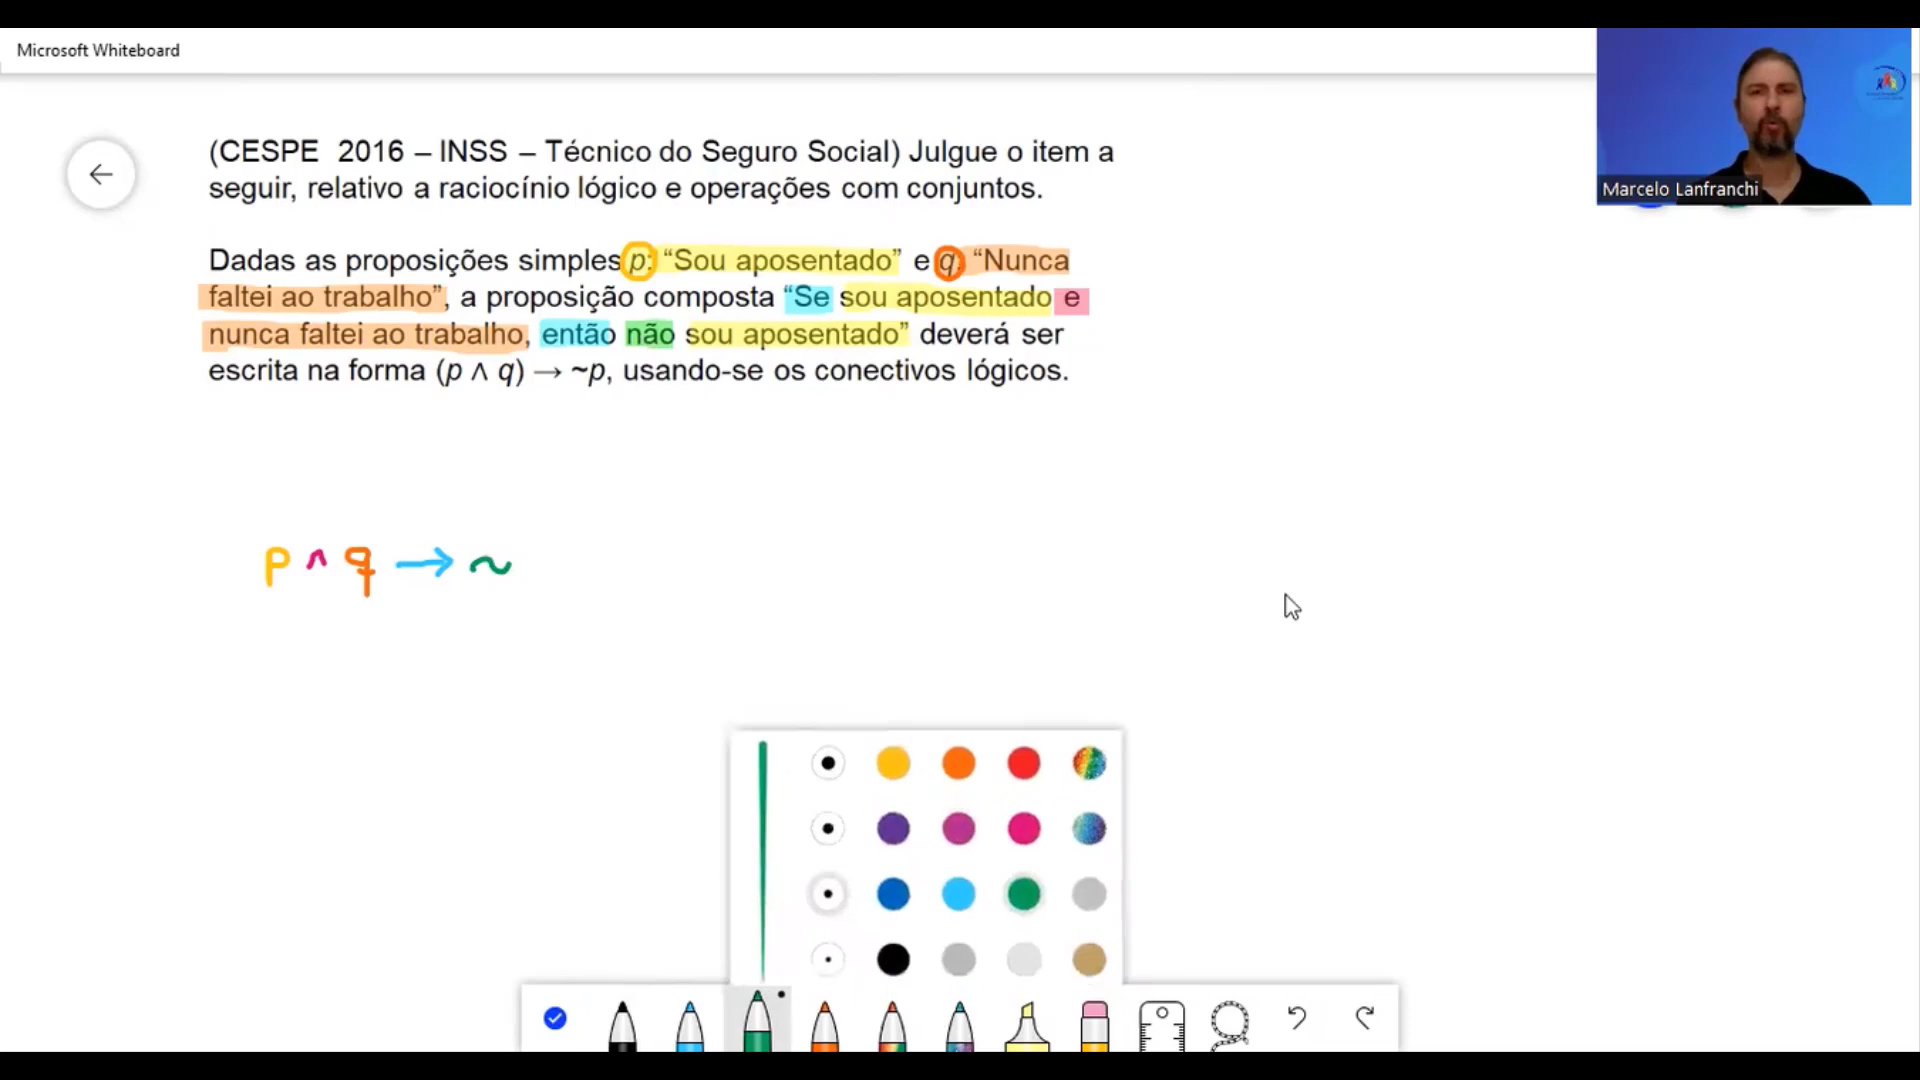 Microsoft Whiteboard
Marcelo Lanfranchi
(CESPE 2016 – INSS – Técnico do Seguro Social) Julgue o item a
seguir, relativo a raciocínio lógico e operações com conjuntos.
Dadas as proposições simples p: “Sou aposentado” e q: “Nunca
faltei ao trabalho”, a proposição composta “Se sou aposentado e
nunca faltei ao trabalho, então não sou aposentado” deverá ser
escrita na forma (p ∧ q) → ~p, usando-se os conectivos lógicos.
p ∧ q → ~